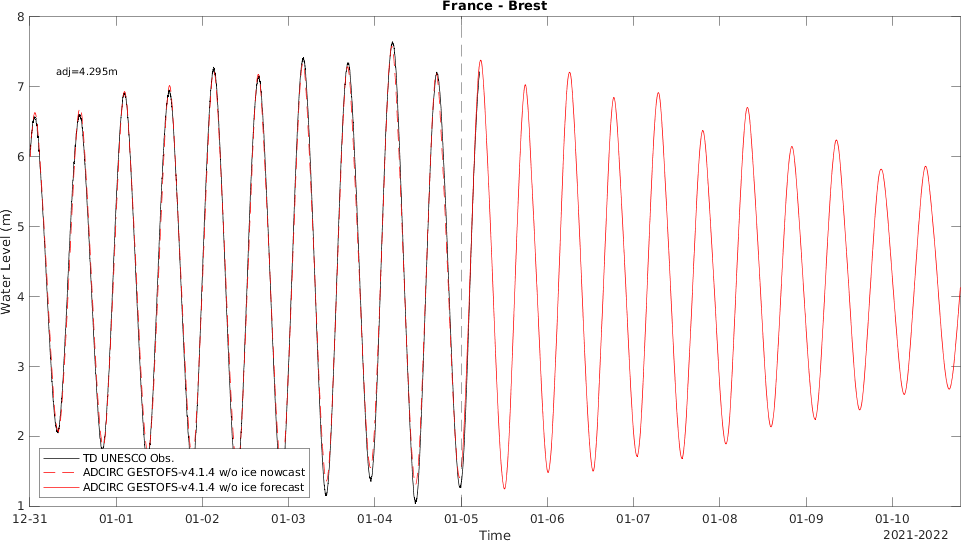 France - Brest
8
7
6
5
4
3
2
1
Water Level (m)
adj=4.295m
TD UNESCO Obs.
ADCIRC GESTOFS-v4.1.4 w/o ice nowcast
ADCIRC GESTOFS-v4.1.4 w/o ice forecast
12-31 01-01 01-02 01-03 01-04 01-05 01-06 01-07 01-08 01-09 01-10
Time
2021-2022